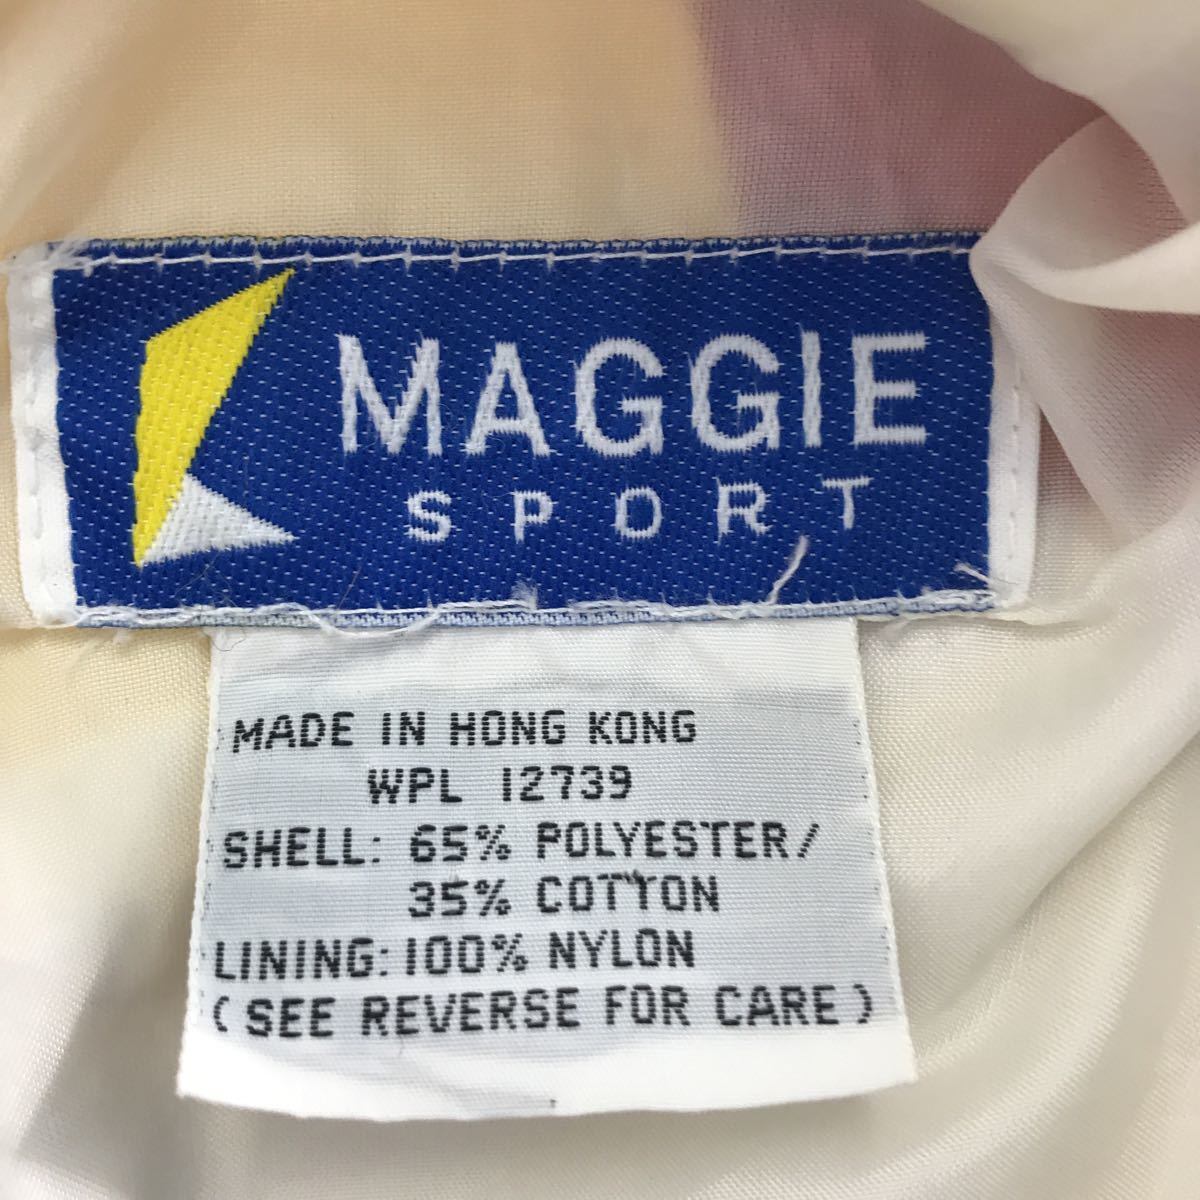 MAGGIE
SPORT
MADE IN HONG KONG
WPL 12739
SHELL: 65% POLYESTER/
35% COTTON
LINING: 100% NYLON
( SEE REVERSE FOR CARE )